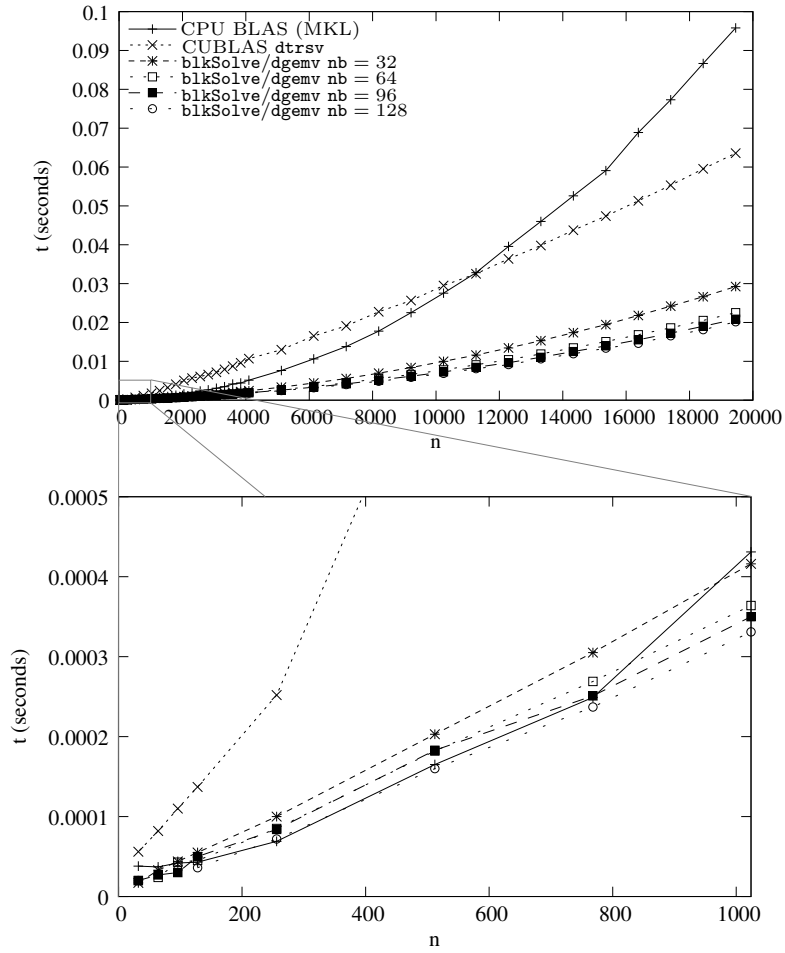 0.1
0.09
0.08
0.07
0.06
0.05
0.04
0.03
0.02
0.01
0
t (seconds)
CPU BLAS (MKL)
CUBLAS dtrsv
blkSolve/dgemv nb = 32
blkSolve/dgemv nb = 64
blkSolve/dgemv nb = 96
blkSolve/dgemv nb = 128
0 2000 4000 6000 8000 10000 12000 14000 16000 18000 20000
n
0.0005
0.0004
0.0003
0.0002
0.0001
0
t (seconds)
0 200 400 600 800 1000
n